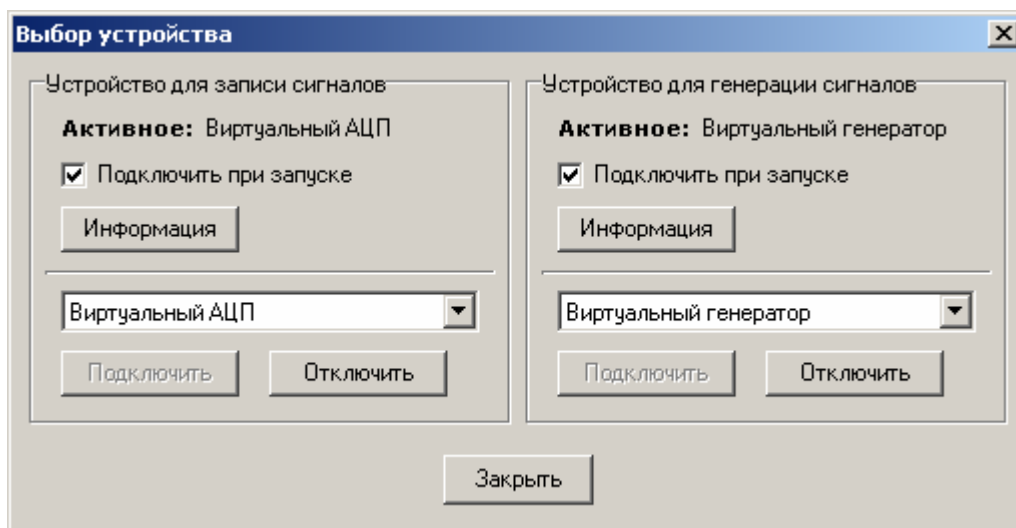 Выбор устройства
Устройство для записи сигналов
Активное: Виртуальный АЦП
Подключить при запуске
Информация
Виртуальный АЦП
Подключить
Отключить
Устройство для генерации сигналов
Активное: Виртуальный генератор
Подключить при запуске
Информация
Виртуальный генератор
Подключить
Отключить
Закрыть